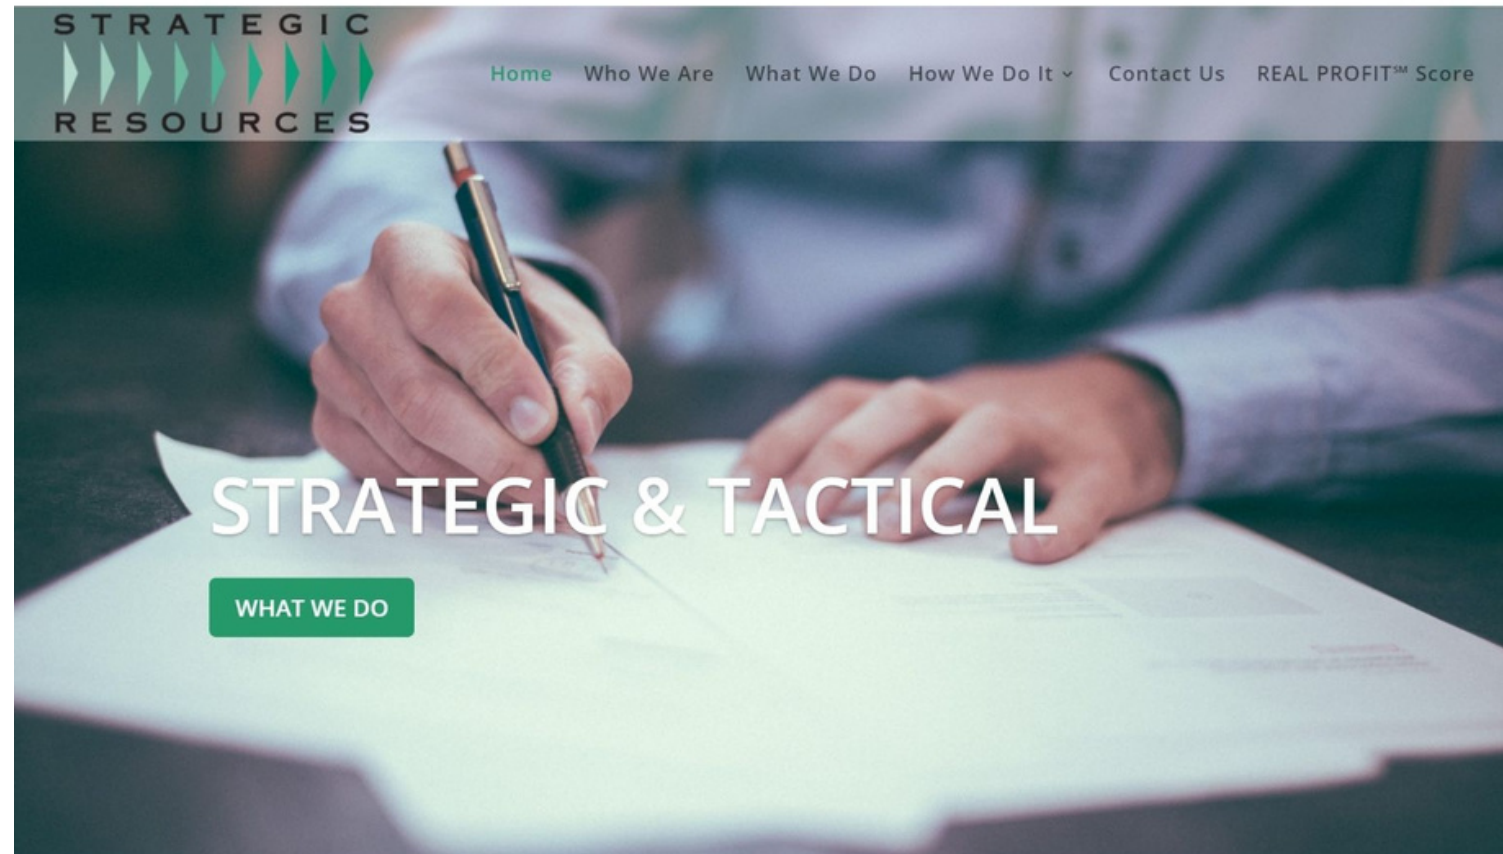 STRATEGIC
RESOURCES
Home Who We Are What We Do How We Do It Contact Us REAL PROFIT℠ Score
STRATEGIC & TACTICAL
WHAT WE DO